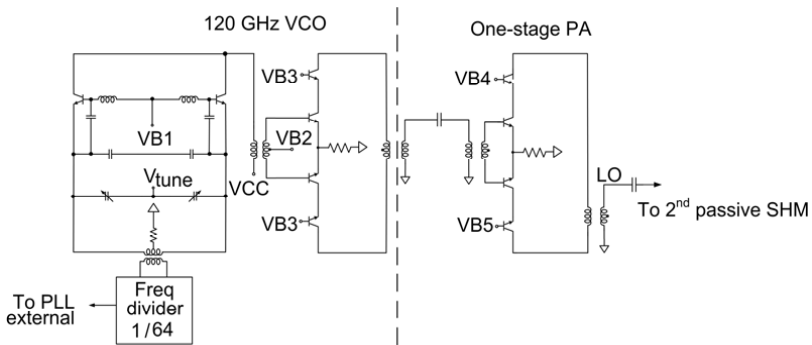 120 GHz VCO
One-stage PA
VB3
VB4
VB1
VB2
Vtune
VCC
VB3
VB5
LO
To 2nd passive SHM
Freq
divider
1/64
To PLL
external